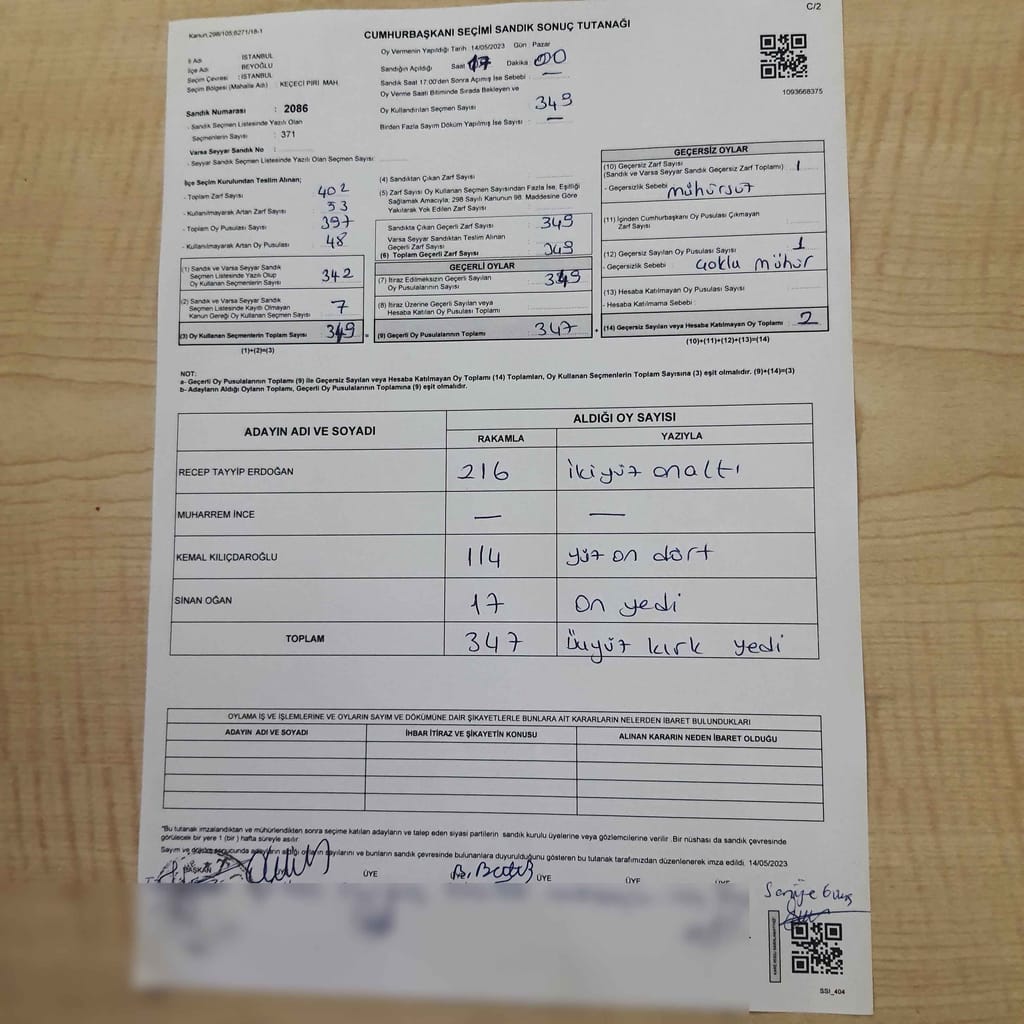 C/2
Kanun.298/105;6271/18-1
CUMHURBAŞKANI SEÇİMİ SANDIK SONUÇ TUTANAĞI
İl Adı : İSTANBUL
İlçe Adı : BEYOĞLU
Seçim Çevresi : İSTANBUL
Seçim Bölgesi (Mahalle Adı) : KEÇECİ PİRİ MAH
Oy Vermenin Yapıldığı Tarih : 14/05/2023 Gün : Pazar
Sandığın Açıldığı Saat 17 Dakika : 00
Sandık Saat 17:00'den Sonra Açımış İse Sebebi : —
Oy Verme Saati Bitiminde Sırada Bekleyen ve
Oy Kullandırılan Seçmen Sayısı 349
Birden Fazla Sayım Döküm Yapılmış İse Sayısı : —
1093668375
Sandık Numarası : 2086
- Sandık Seçmen Listesinde Yazılı Olan
Seçmenlerin Sayısı : 371
Varsa Seyyar Sandık No :
- Seyyar Sandık Seçmen Listesinde Yazılı Olan Seçmen Sayısı:
İlçe Seçim Kurulundan Teslim Alınan;
- Toplam Zarf Sayısı 402
- Kullanılmayarak Artan Zarf Sayısı 53
- Toplam Oy Pusulası Sayısı 397
- Kullanılmayarak Artan Oy Pusulası 48
(1) Sandık ve Varsa Seyyar Sandık
Seçmen Listesinde Yazılı Olup
Oy Kullanan Seçmenlerin Sayısı 342
(2) Sandık ve Varsa Seyyar Sandık
Seçmen Listesinde Kayıtlı Olmayan
Kanun Gereği Oy Kullanan Seçmen Sayısı 7
(3) Oy Kullanan Seçmenlerin Toplam Sayısı 349 =
(1)+(2)=(3)
(4) Sandıktan Çıkan Zarf Sayısı
(5) Zarf Sayısı Oy Kullanan Seçmen Sayısından Fazla İse, Eşitliği
Sağlamak Amacıyla; 298 Sayılı Kanunun 98. Maddesine Göre
Yakılarak Yok Edilen Zarf Sayısı
Sandıkta Çıkan Geçerli Zarf Sayısı 349
Varsa Seyyar Sandıktan Teslim Alınan
Geçerli Zarf Sayısı
(6) Toplam Geçerli Zarf Sayısı 349
GEÇERLİ OYLAR
(7) İtiraz Edilmeksizin Geçerli Sayılan
Oy Pusulalarının Sayısı
(8) İtiraz Üzerine Geçerli Sayılan veya
Hesaba Katılan Oy Pusulası Toplamı
(9) Geçerli Oy Pusulalarının Toplamı 347 +
GEÇERSİZ OYLAR
(10) Geçersiz Zarf Sayısı
(Sandık ve Varsa Seyyar Sandık Geçersiz Zarf Toplamı) 1
- Geçersizlik Sebebi : mühürsüz
(11) İçinden Cumhurbaşkanı Oy Pusulası Çıkmayan
Zarf Sayısı
(12) Geçersiz Sayılan Oy Pusulası Sayısı 1
- Geçersizlik Sebebi çoklu mühür
(13) Hesaba Katılmayan Oy Pusulası Sayısı
- Hesaba Katılmama Sebebi :
(14) Geçersiz Sayılan veya Hesaba Katılmayan Oy Toplamı 2
(10)+(11)+(12)+(13)=(14)
NOT:
a- Geçerli Oy Pusulalarının Toplamı (9) ile Geçersiz Sayılan veya Hesaba Katılmayan Oy Toplamı (14) Toplamları, Oy Kullanan Seçmenlerin Toplam Sayısına (3) eşit olmalıdır. (9)+(14)=(3)
b- Adayların Aldığı Oyların Toplamı, Geçerli Oy Pusulalarının Toplamına (9) eşit olmalıdır.
ADAYIN ADI VE SOYADI
ALDIĞI OY SAYISI
RAKAMLA YAZIYLA
RECEP TAYYİP ERDOĞAN 216 ikiyüz onaltı
MUHARREM İNCE — —
KEMAL KILIÇDAROĞLU 114 yüz on dört
SİNAN OĞAN 17 on yedi
TOPLAM 347 Üçyüz kırk yedi
OYLAMA İŞ VE İŞLEMLERİNE VE OYLARIN SAYIM VE DÖKÜMÜNE DAİR ŞİKAYETLERLE BUNLARA AİT KARARLARIN NELERDEN İBARET BULUNDUKLARI
ADAYIN ADI VE SOYADI İHBAR İTİRAZ VE ŞİKAYETİN KONUSU ALINAN KARARIN NEDEN İBARET OLDUĞU
"Bu tutanak imzalandıktan ve mühürlendikten sonra seçime katılan adayların ve talep eden siyasi partilerin sandık kurulu üyelerine veya gözlemcilerine verilir .Bir nüshası da sandık çevresinde
görülecek bir yere 1 (bir ) hafta süreyle asılır.
Sayım ve döküm sonucunda adayların aldığı oyların sayılarını ve bunların sandık çevresinde bulunanlara duyurulduğunu gösteren bu tutanak tarafımızdan düzenlenerek imza edildi. 14/05/2023
BAŞKAN ÜYE ÜYE ÜYE ÜYE
SSİ_404